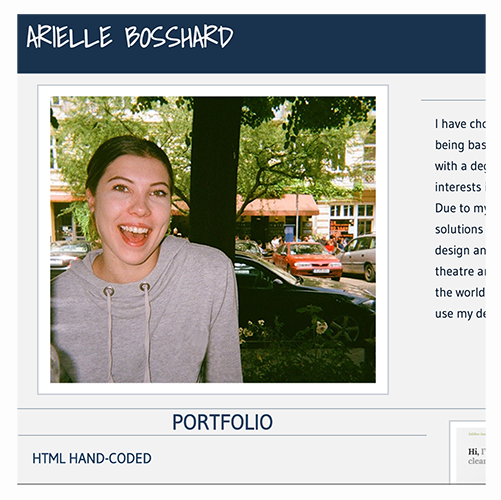 ARIELLE BOSSHARD
I have cho
being bas
with a deg
interests
Due to my
solutions
design an
theatre a
the world
use my de
PORTFOLIO
HTML HAND-CODED
Hi, I'
clea